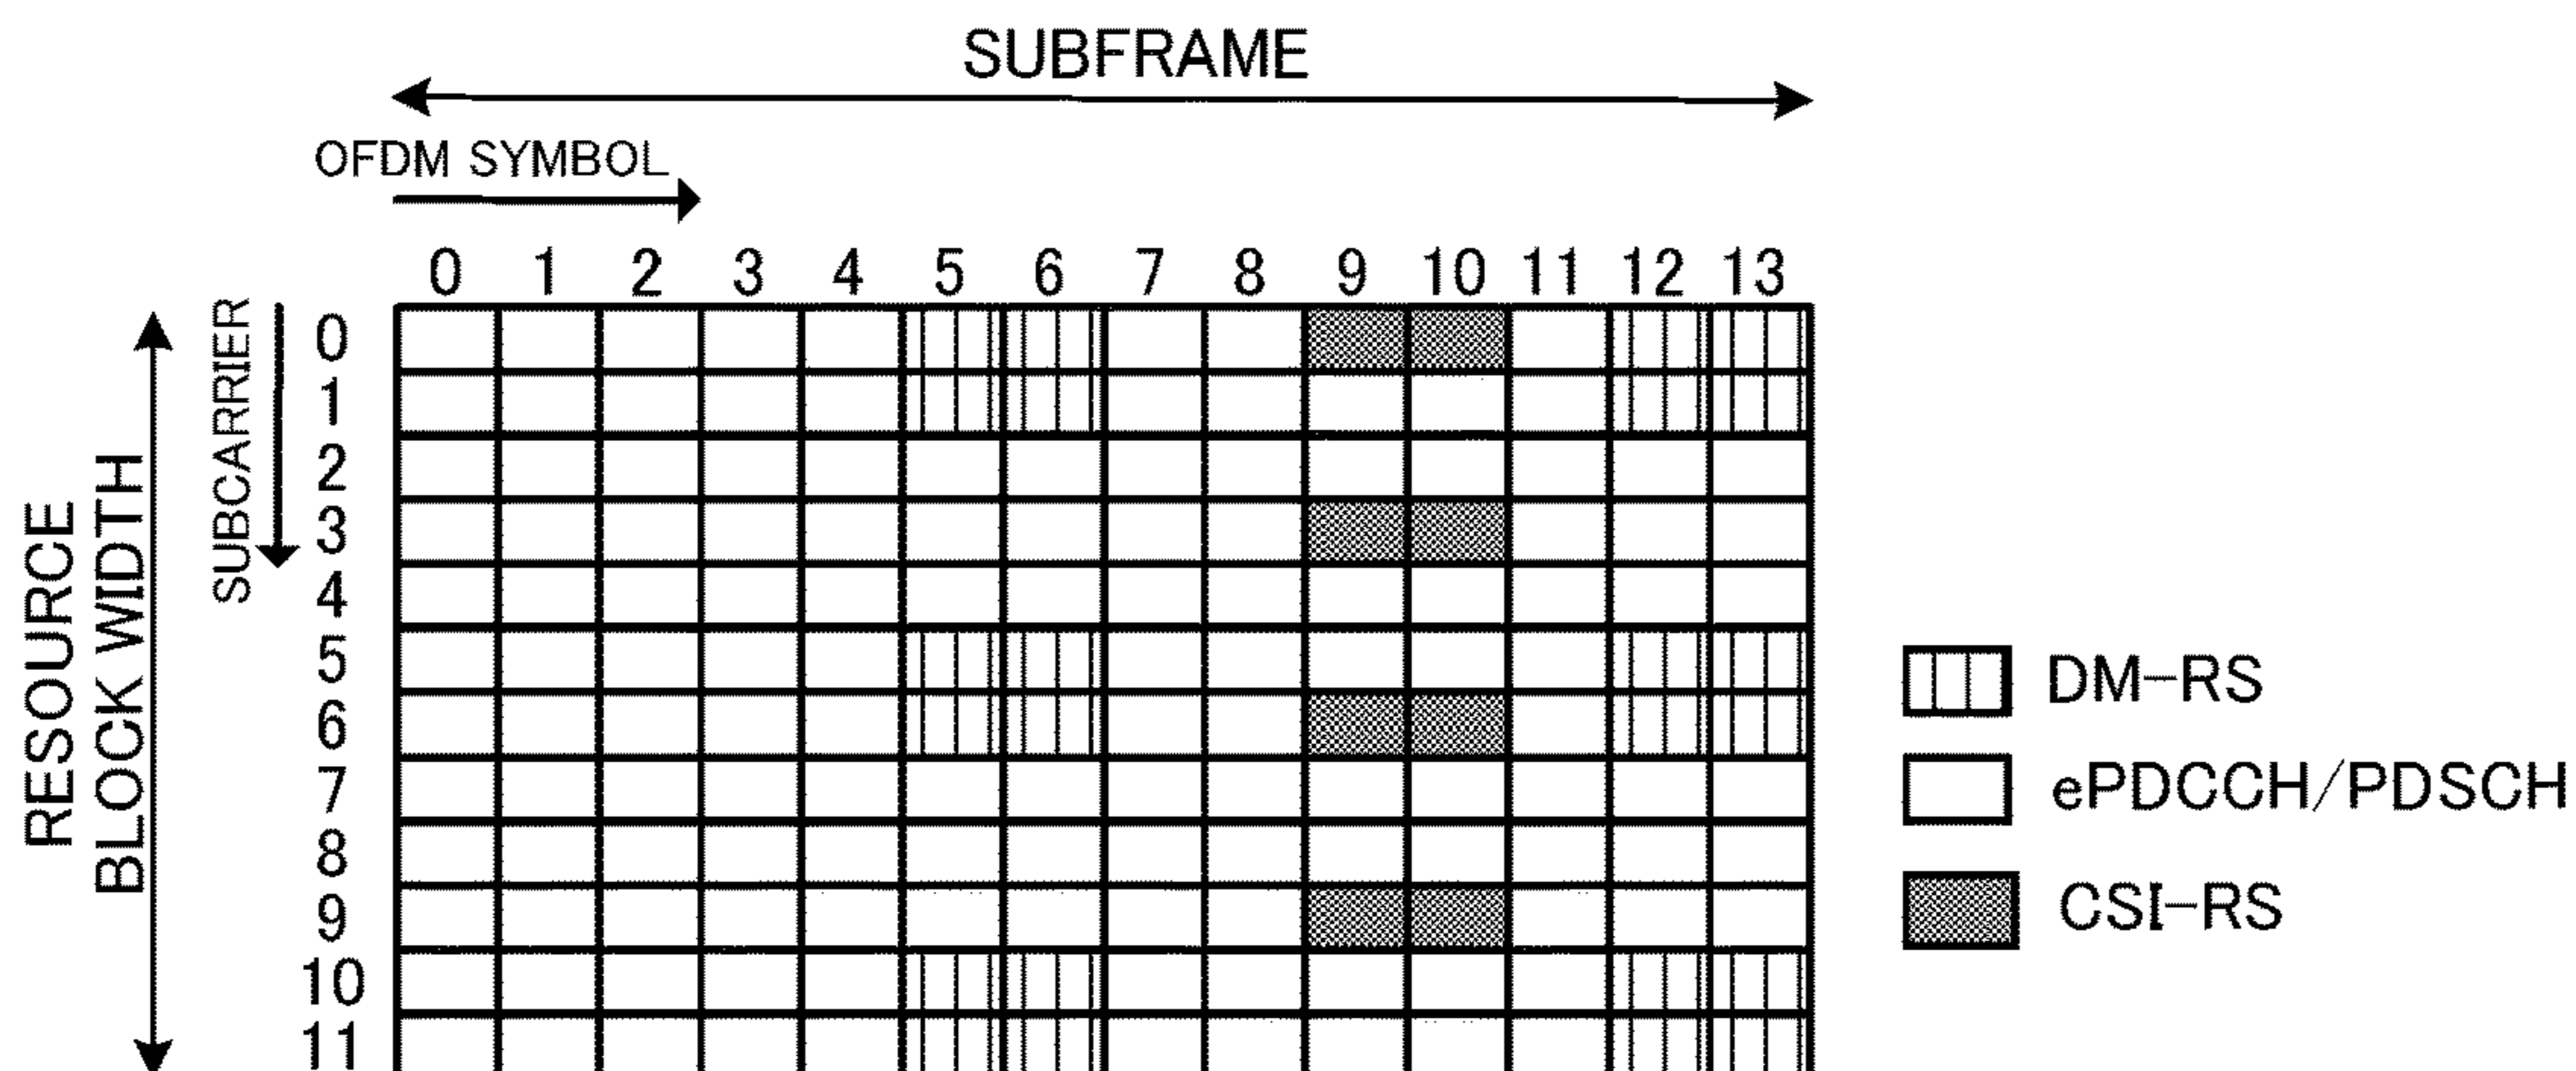 SUBFRAME
OFDM SYMBOL
0 1 2 3 4 5 6 7 8 9 10 11 12 13
RESOURCE
BLOCK WIDTH
SUBCARRIER
0
1
2
3
4
5
6
7
8
9
10
11
DM-RS
ePDCCH/PDSCH
CSI-RS